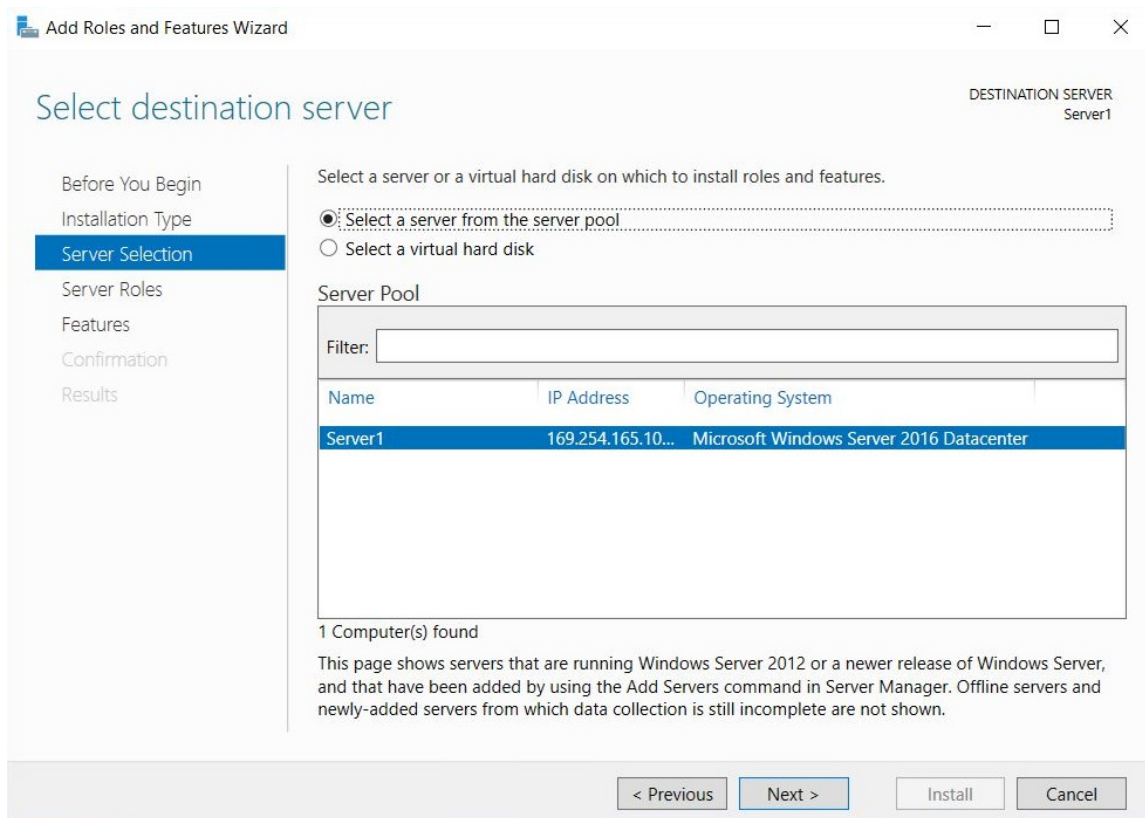 Add Roles and Features Wizard
Select destination server
DESTINATION SERVER
Server1
Before You Begin
Installation Type
Server Selection
Server Roles
Features
Confirmation
Results
Select a server or a virtual hard disk on which to install roles and features.
Select a server from the server pool
Select a virtual hard disk
Server Pool
Filter:
Name IP Address Operating System
Server1 169.254.165.10... Microsoft Windows Server 2016 Datacenter
1 Computer(s) found
This page shows servers that are running Windows Server 2012 or a newer release of Windows Server,
and that have been added by using the Add Servers command in Server Manager. Offline servers and
newly-added servers from which data collection is still incomplete are not shown.
< Previous Next > Install Cancel